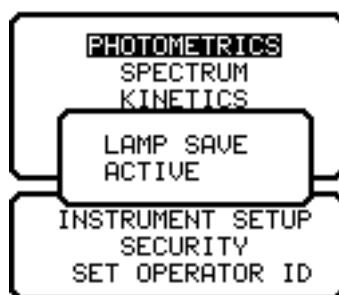 PHOTOMETRICS
SPECTRUM
KINETICS
LAMP SAVE
ACTIVE
INSTRUMENT SETUP
SECURITY
SET OPERATOR ID